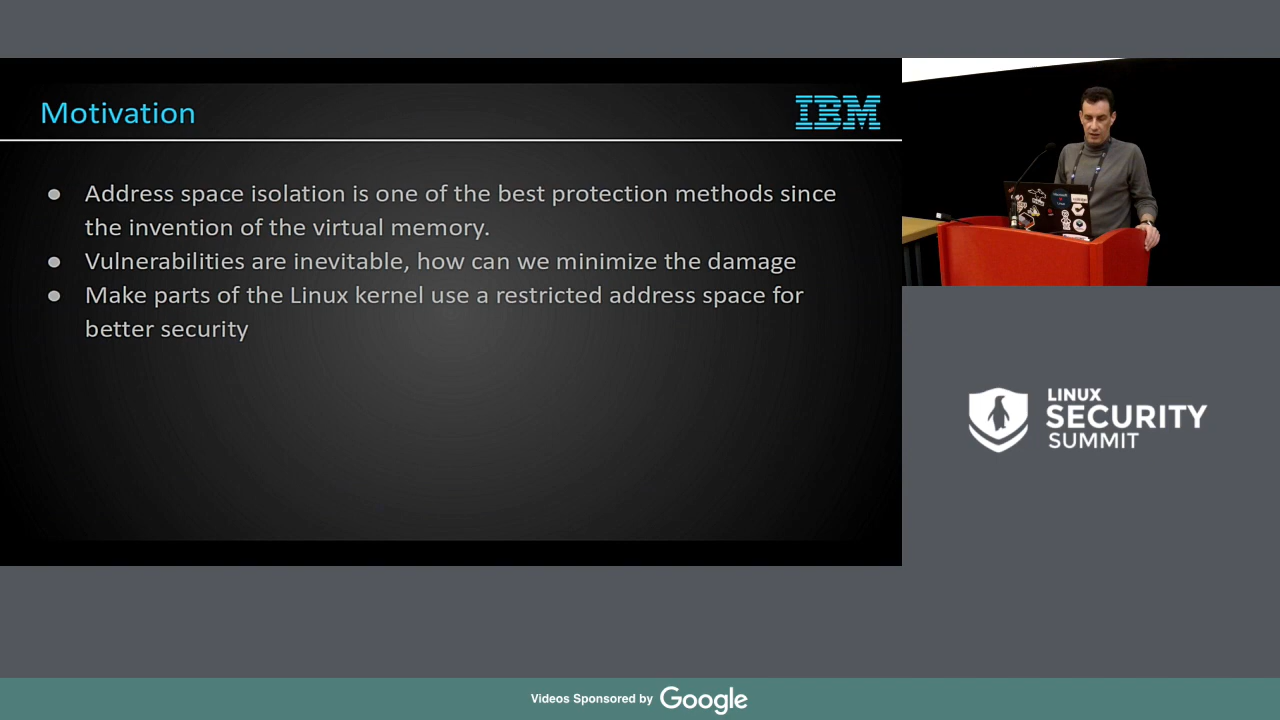 Motivation
IBM
● Address space isolation is one of the best protection methods since
the invention of the virtual memory.
● Vulnerabilities are inevitable, how can we minimize the damage
● Make parts of the Linux kernel use a restricted address space for
better security
LINUX
SECURITY
SUMMIT
Videos Sponsored by Google